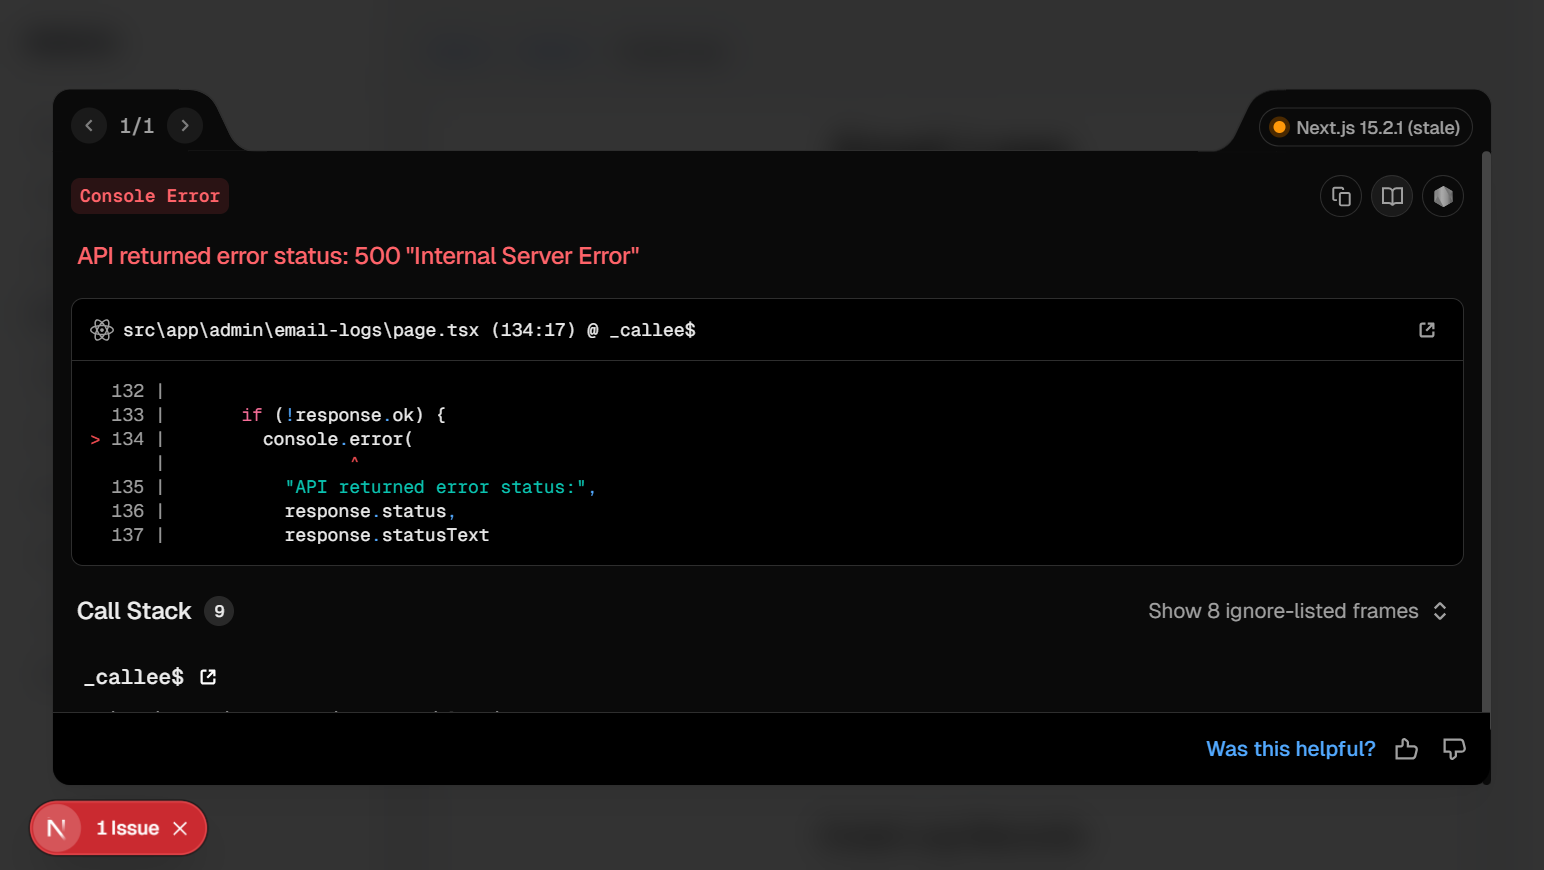 1/1
Next.js 15.2.1 (stale)
Console Error
API returned error status: 500 "Internal Server Error"
src\app\admin\email-logs\page.tsx (134:17) @ _callee$
132 |
133 |       if (!response.ok) {
> 134 |         console.error(
|                 ^
135 |           "API returned error status:",
136 |           response.status,
137 |           response.statusText
Call Stack 9
Show 8 ignore-listed frames
_callee$
Was this helpful?
N 1 Issue